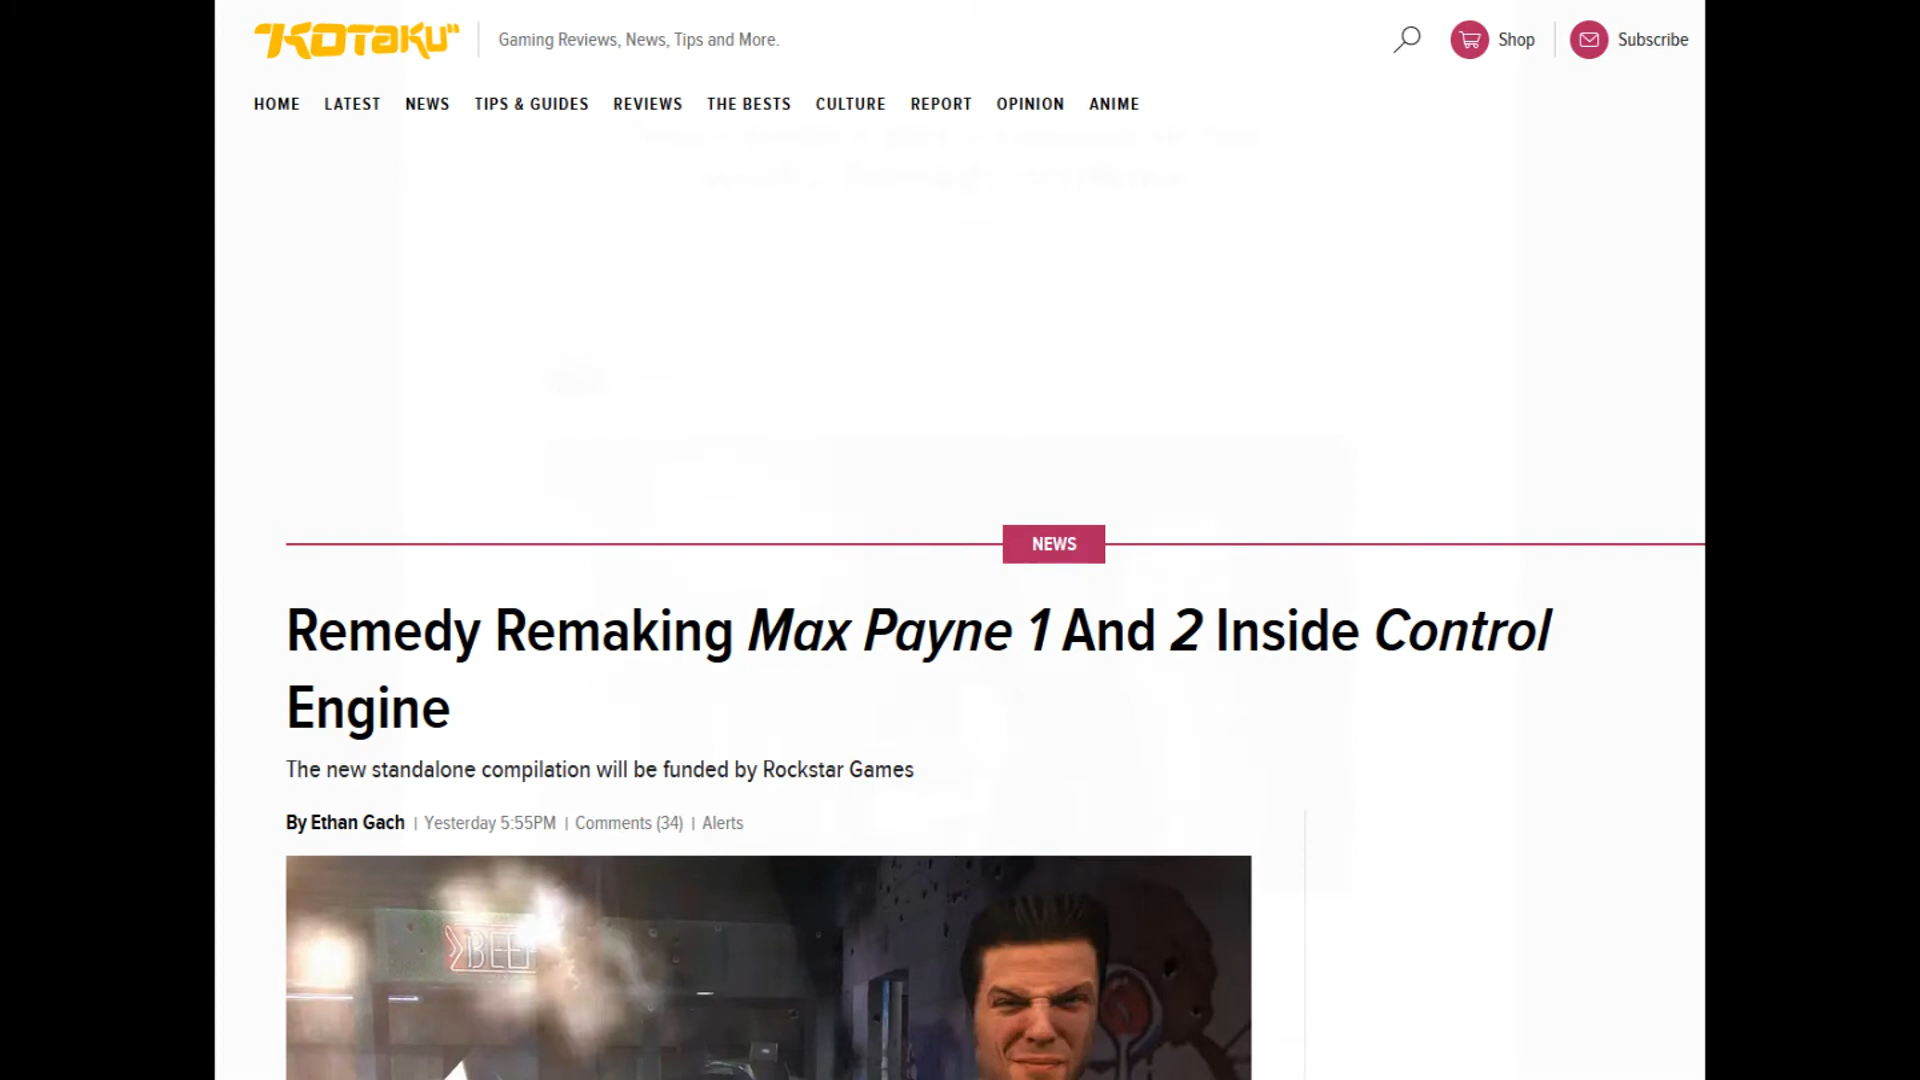 KOTAKU
Gaming Reviews, News, Tips and More.
Shop
Subscribe
HOME LATEST NEWS TIPS & GUIDES REVIEWS THE BESTS CULTURE REPORT OPINION ANIME
NEWS
Remedy Remaking Max Payne 1 And 2 Inside Control
Engine
The new standalone compilation will be funded by Rockstar Games
By Ethan Gach | Yesterday 5:55PM | Comments (34) | Alerts
BEER